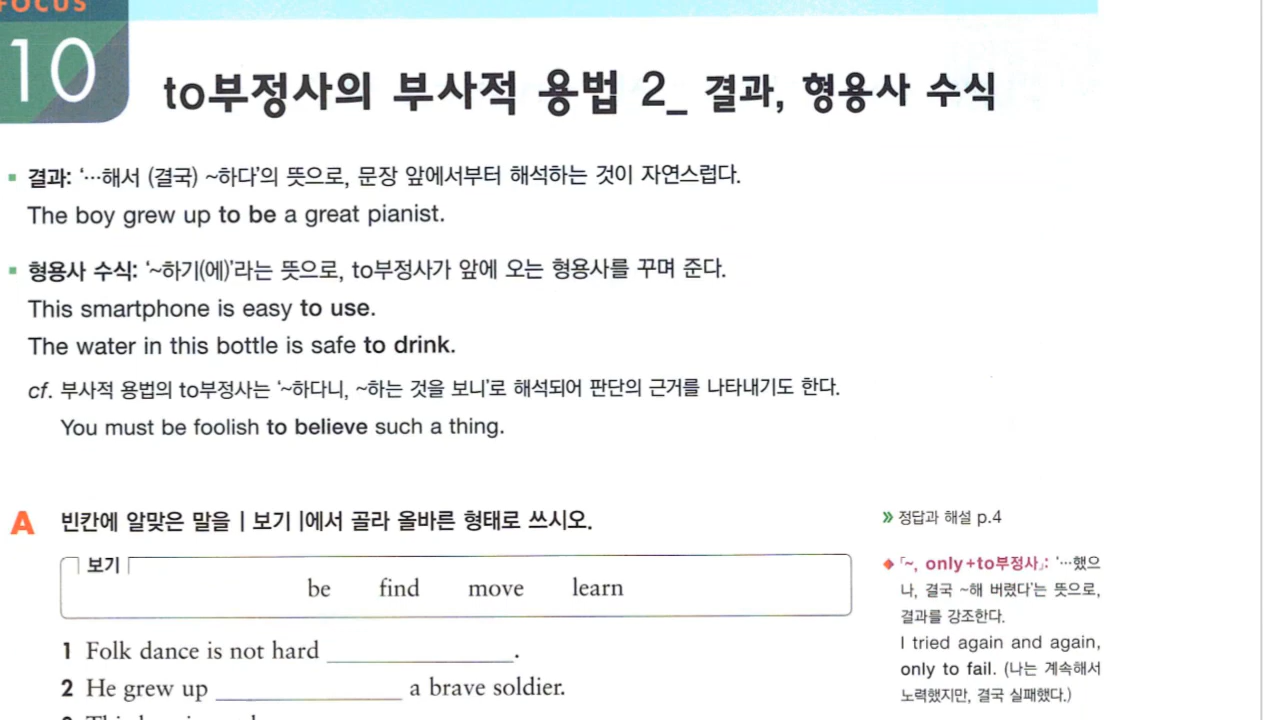 FOCUS
10
to부정사의 부사적 용법 2_ 결과, 형용사 수식
▪ 결과: ‘…해서 (결국) ~하다’의 뜻으로, 문장 앞에서부터 해석하는 것이 자연스럽다.
The boy grew up to be a great pianist.
▪ 형용사 수식: ‘~하기(에)’라는 뜻으로, to부정사가 앞에 오는 형용사를 꾸며 준다.
This smartphone is easy to use.
The water in this bottle is safe to drink.
cf. 부사적 용법의 to부정사는 ‘~하다니, ~하는 것을 보니’로 해석되어 판단의 근거를 나타내기도 한다.
You must be foolish to believe such a thing.
A 빈칸에 알맞은 말을 | 보기 |에서 골라 올바른 형태로 쓰시오.
보기
be find move learn
1 Folk dance is not hard ______________.
2 He grew up ______________ a brave soldier.
» 정답과 해설 p.4
◆ 「~, only+to부정사」: ‘…했으
나, 결국 ~해 버렸다’는 뜻으로,
결과를 강조한다.
I tried again and again,
only to fail. (나는 계속해서
노력했지만, 결국 실패했다.)